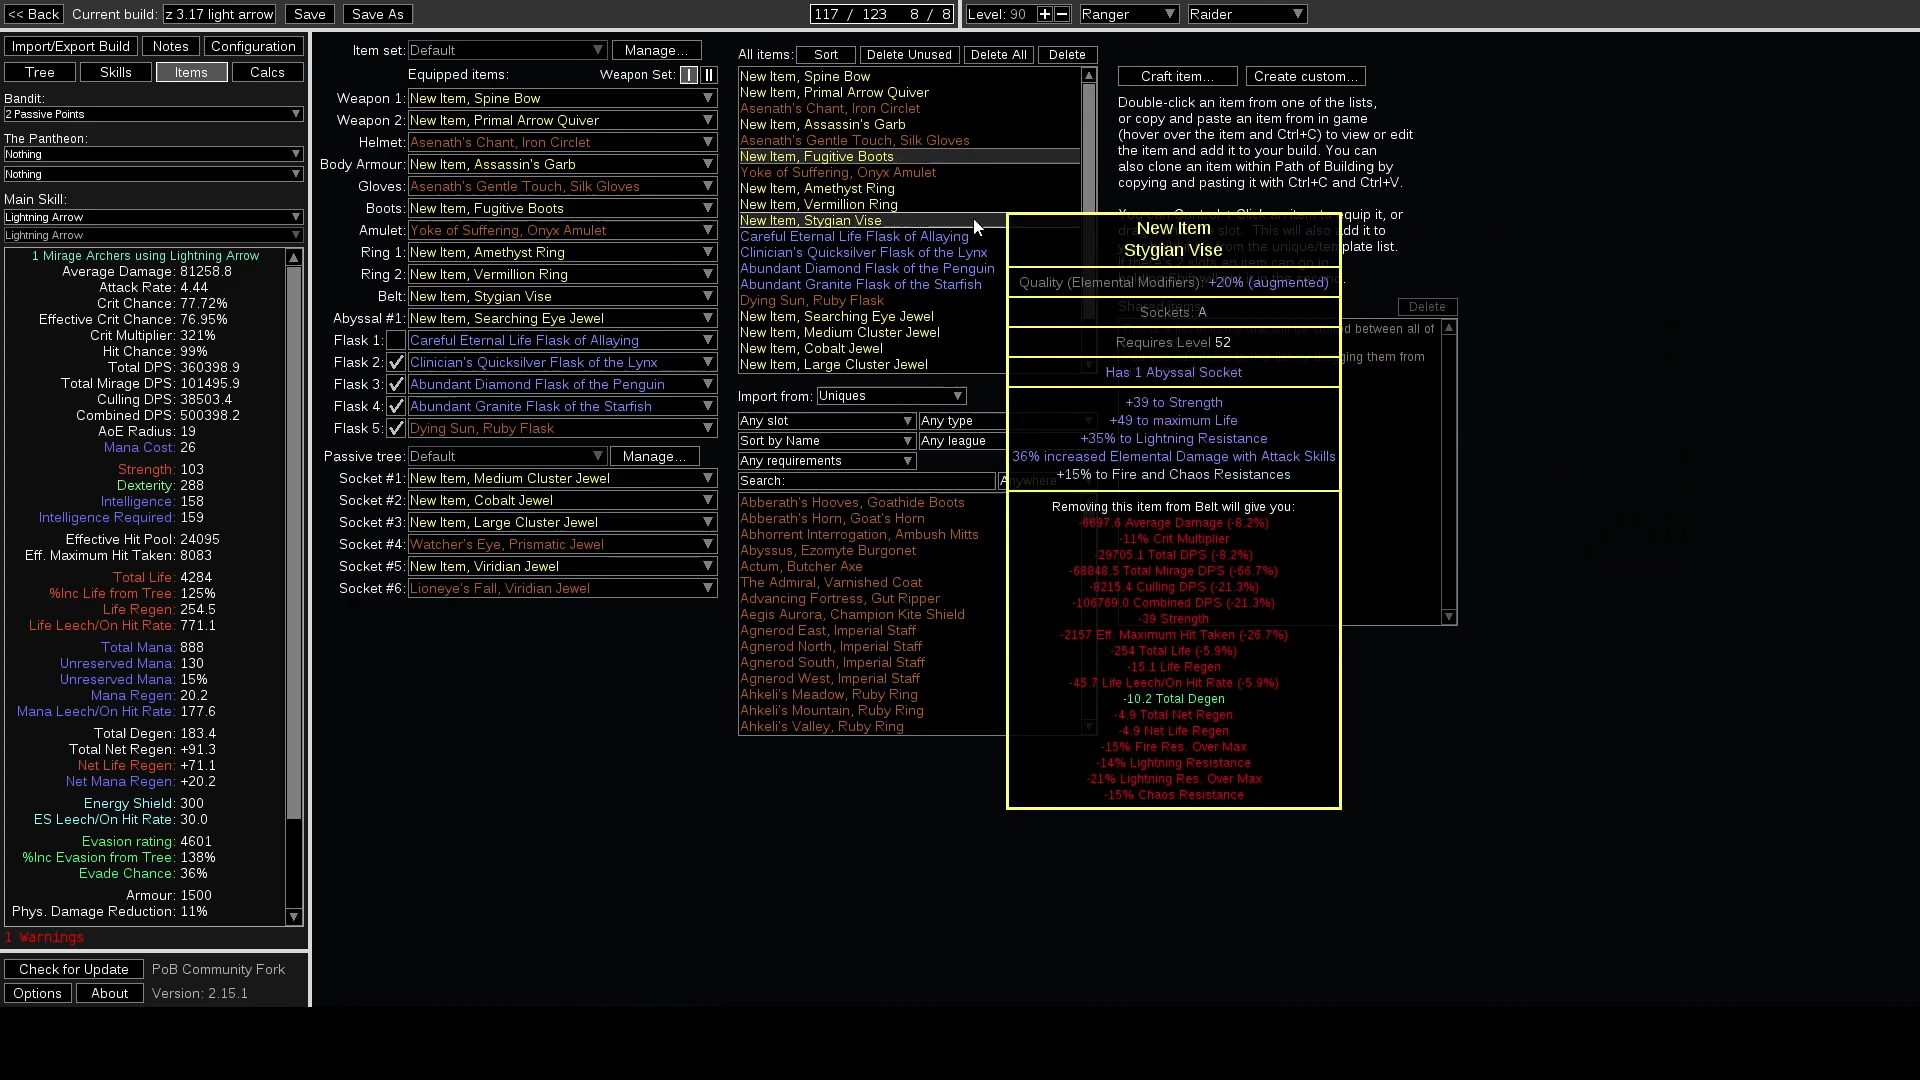 << Back
Current build:
z 3.17 light arrow
Save
Save As
117 / 123 8 / 8
Level: 90
Ranger
Raider
Import/Export Build
Notes
Configuration
Tree
Skills
Items
Calcs
Bandit:
2 Passive Points
The Pantheon:
Nothing
Nothing
Main Skill:
Lightning Arrow
Lightning Arrow
1 Mirage Archers using Lightning Arrow
Average Damage: 81258.8
Attack Rate: 4.44
Crit Chance: 77.72%
Effective Crit Chance: 76.95%
Crit Multiplier: 321%
Hit Chance: 99%
Total DPS: 360398.9
Total Mirage DPS: 101495.9
Culling DPS: 38503.4
Combined DPS: 500398.2
AoE Radius: 19
Mana Cost: 26
Strength: 103
Dexterity: 288
Intelligence: 158
Intelligence Required: 159
Effective Hit Pool: 24095
Eff. Maximum Hit Taken: 8083
Total Life: 4284
%Inc Life from Tree: 125%
Life Regen: 254.5
Life Leech/On Hit Rate: 771.1
Total Mana: 888
Unreserved Mana: 130
Unreserved Mana: 15%
Mana Regen: 20.2
Mana Leech/On Hit Rate: 177.6
Total Degen: 183.4
Total Net Regen: +91.3
Net Life Regen: +71.1
Net Mana Regen: +20.2
Energy Shield: 300
ES Leech/On Hit Rate: 30.0
Evasion rating: 4601
%Inc Evasion from Tree: 138%
Evade Chance: 36%
Armour: 1500
Phys. Damage Reduction: 11%
1 Warnings
Check for Update
PoB Community Fork
Options
About
Version: 2.15.1
Item set: Default
Manage...
Equipped items:
Weapon Set: I II
Weapon 1: New Item, Spine Bow
Weapon 2: New Item, Primal Arrow Quiver
Helmet: Asenath's Chant, Iron Circlet
Body Armour: New Item, Assassin's Garb
Gloves: Asenath's Gentle Touch, Silk Gloves
Boots: New Item, Fugitive Boots
Amulet: Yoke of Suffering, Onyx Amulet
Ring 1: New Item, Amethyst Ring
Ring 2: New Item, Vermillion Ring
Belt: New Item, Stygian Vise
Abyssal #1: New Item, Searching Eye Jewel
Flask 1: Careful Eternal Life Flask of Allaying
Flask 2: Clinician's Quicksilver Flask of the Lynx
Flask 3: Abundant Diamond Flask of the Penguin
Flask 4: Abundant Granite Flask of the Starfish
Flask 5: Dying Sun, Ruby Flask
Passive tree: Default
Manage...
Socket #1: New Item, Medium Cluster Jewel
Socket #2: New Item, Cobalt Jewel
Socket #3: New Item, Large Cluster Jewel
Socket #4: Watcher's Eye, Prismatic Jewel
Socket #5: New Item, Viridian Jewel
Socket #6: Lioneye's Fall, Viridian Jewel
All items:
Sort
Delete Unused
Delete All
Delete
New Item, Spine Bow
New Item, Primal Arrow Quiver
Asenath's Chant, Iron Circlet
New Item, Assassin's Garb
Asenath's Gentle Touch, Silk Gloves
New Item, Fugitive Boots
Yoke of Suffering, Onyx Amulet
New Item, Amethyst Ring
New Item, Vermillion Ring
New Item, Stygian Vise
Careful Eternal Life Flask of Allaying
Clinician's Quicksilver Flask of the Lynx
Abundant Diamond Flask of the Penguin
Abundant Granite Flask of the Starfish
Dying Sun, Ruby Flask
New Item, Searching Eye Jewel
New Item, Medium Cluster Jewel
New Item, Cobalt Jewel
New Item, Large Cluster Jewel
Import from: Uniques
Any slot
Any type
Sort by Name
Any league
Any requirements
Search:
Anywhere
Abberath's Hooves, Goathide Boots
Abberath's Horn, Goat's Horn
Abhorrent Interrogation, Ambush Mitts
Abyssus, Ezomyte Burgonet
Actum, Butcher Axe
The Admiral, Varnished Coat
Advancing Fortress, Gut Ripper
Aegis Aurora, Champion Kite Shield
Agnerod East, Imperial Staff
Agnerod North, Imperial Staff
Agnerod South, Imperial Staff
Agnerod West, Imperial Staff
Ahkeli's Meadow, Ruby Ring
Ahkeli's Mountain, Ruby Ring
Ahkeli's Valley, Ruby Ring
Craft item...
Create custom...
Double-click an item from one of the lists,
or copy and paste an item from in game
(hover over the item and Ctrl+C) to view or edit
the item and add it to your build. You can
also clone an item within Path of Building by
copying and pasting it with Ctrl+C and Ctrl+V.
You can Control + Click an item to equip it, or
slot. This will also add it to
from the unique/template list.
Shared items:
Delete
between all of
them from
New Item
Stygian Vise
Quality (Elemental Modifiers): +20% (augmented)
Sockets: A
Requires Level 52
Has 1 Abyssal Socket
+39 to Strength
+49 to maximum Life
+35% to Lightning Resistance
36% increased Elemental Damage with Attack Skills
+15% to Fire and Chaos Resistances
Removing this item from Belt will give you:
-6697.6 Average Damage (-8.2%)
-11% Crit Multiplier
-29705.1 Total DPS (-8.2%)
-68848.5 Total Mirage DPS (-66.7%)
-8215.4 Culling DPS (-21.3%)
-106769.0 Combined DPS (-21.3%)
-39 Strength
-2157 Eff. Maximum Hit Taken (-26.7%)
-254 Total Life (-5.9%)
-15.1 Life Regen
-45.7 Life Leech/On Hit Rate (-5.9%)
-10.2 Total Degen
-4.9 Total Net Regen
-4.9 Net Life Regen
-15% Fire Res. Over Max
-14% Lightning Resistance
-21% Lightning Res. Over Max
-15% Chaos Resistance